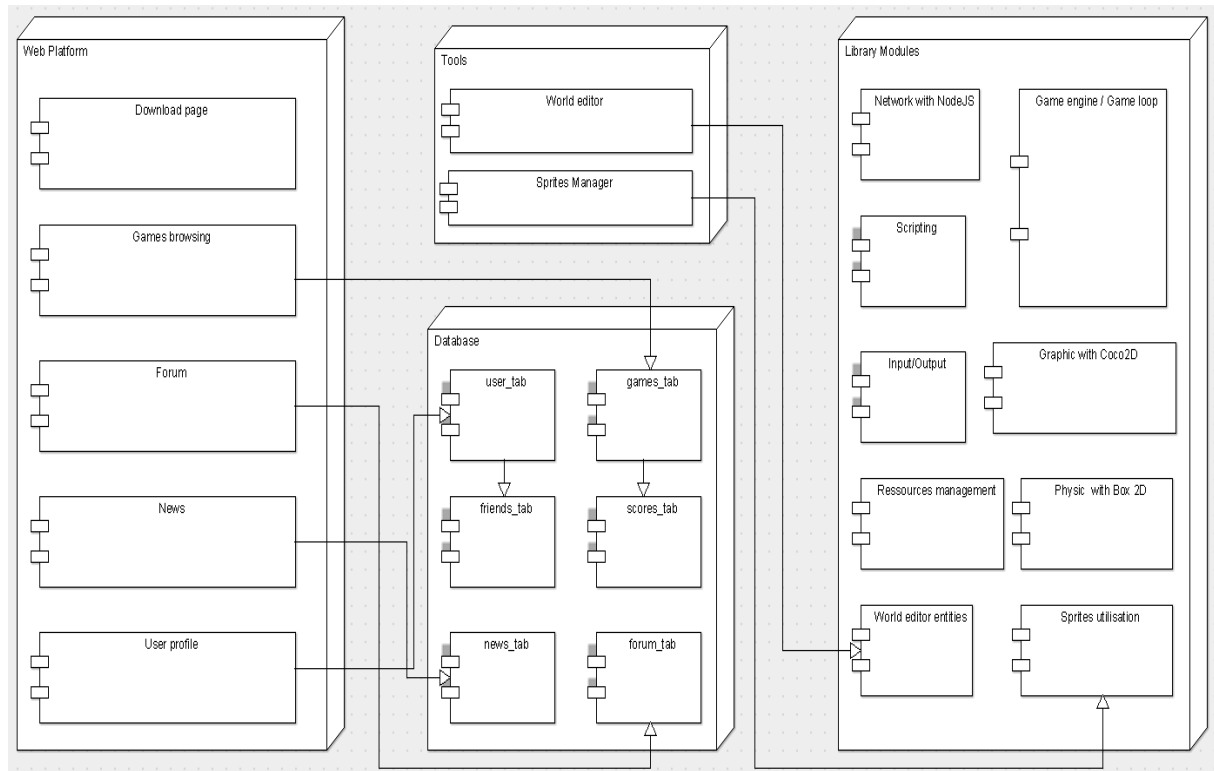 Web Platform
Download page
Games browsing
Forum
News
User profile
Tools
World editor
Sprites Manager
Database
user_tab
games_tab
friends_tab
scores_tab
news_tab
forum_tab
Library Modules
Network with NodeJS
Game engine / Game loop
Scripting
Input/Output
Graphic with Coco2D
Ressources management
Physic with Box 2D
World editor entities
Sprites utilisation